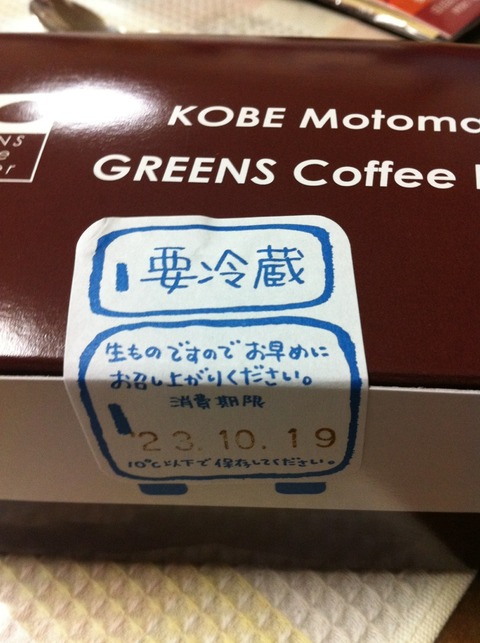 KOBE Motom
GREENS Coffee
要冷蔵
生ものですのでお早めに
お召し上がりください。
消費期限
'23.10.19
10℃以下で保存してください。